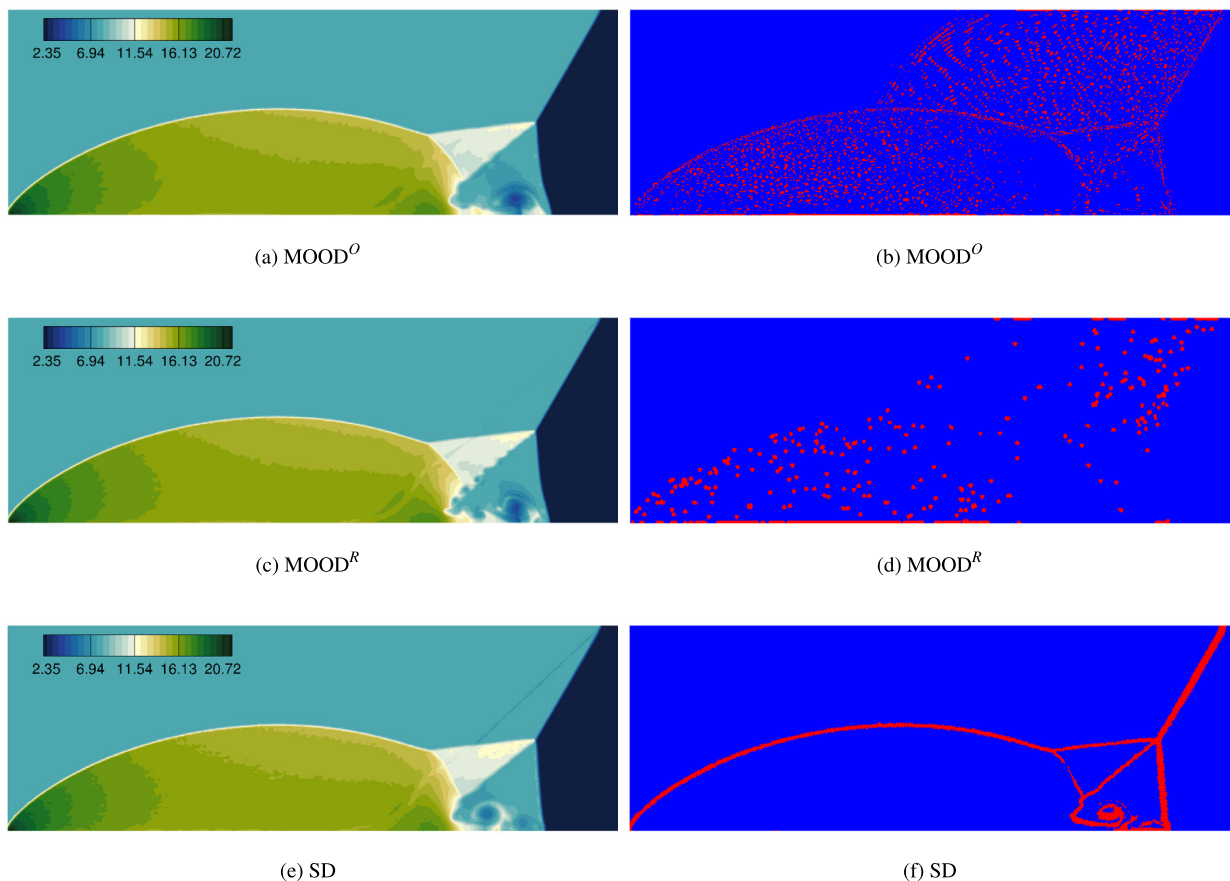 2.35 6.94 11.54 16.13 20.72
(a) MOOD^O
(b) MOOD^O
2.35 6.94 11.54 16.13 20.72
(c) MOOD^R
(d) MOOD^R
2.35 6.94 11.54 16.13 20.72
(e) SD
(f) SD